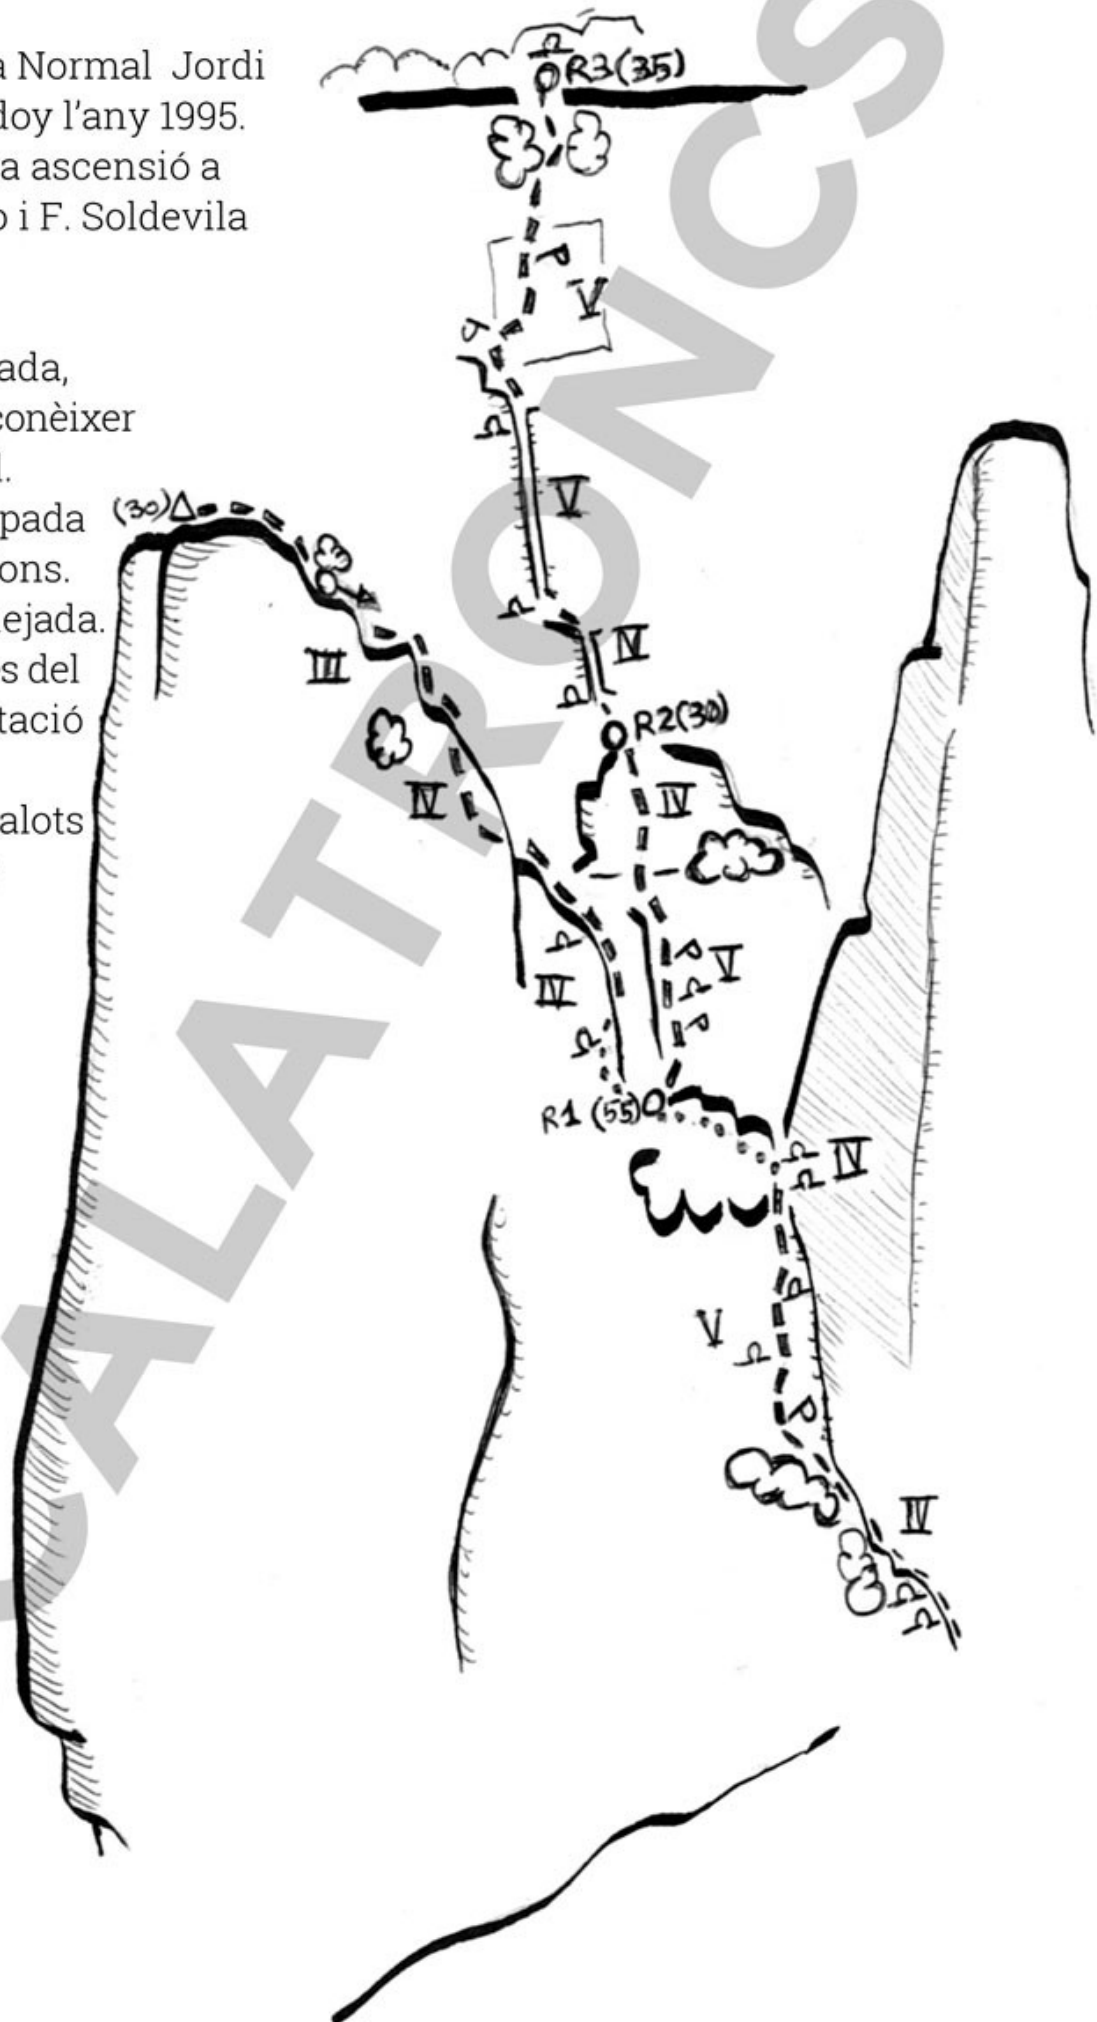 a Normal Jordi
doy l'any 1995.
a ascensió a
o i F. Soldevila
ada,
conèixer
l.
pada
ons.
ejada.
s del
tació
alots
R3(35)
V
V
(30)
IV
III
R2(30)
IV
IV
V
IV
R1 (55)
IV
V
IV
CALATRONCS